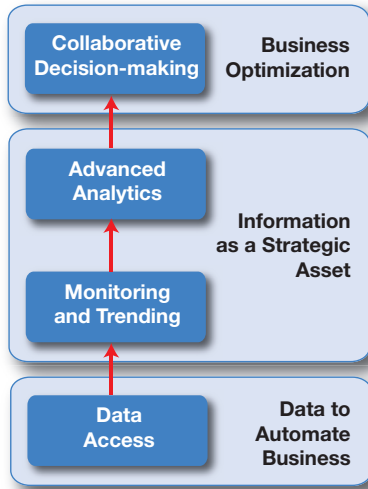 Collaborative
Decision-making
Business
Optimization
Advanced
Analytics
Information
as a Strategic
Asset
Monitoring
and Trending
Data
Access
Data to
Automate
Business